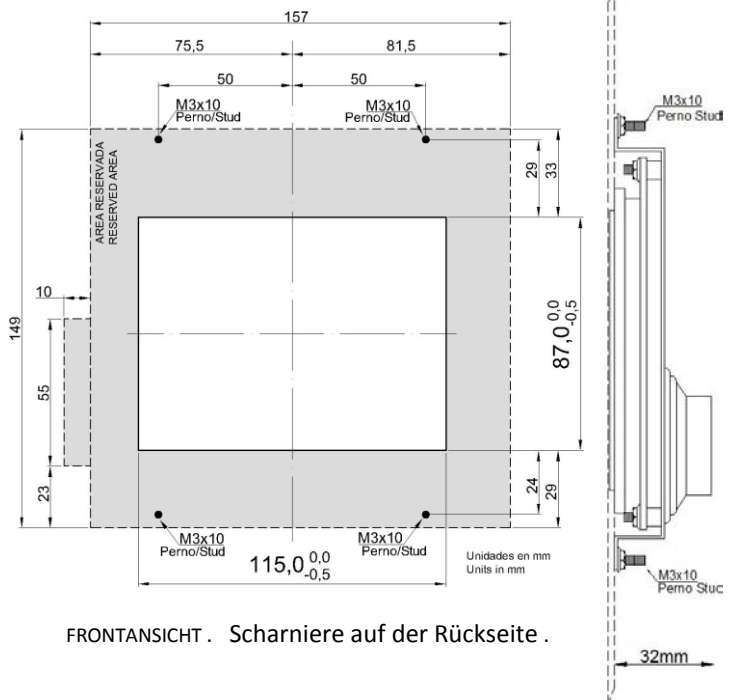 157
75,5
81,5
50
50
M3x10
Perno/Stud
M3x10
Perno/Stud
M3x10
Perno Stud
AREA RESERVADA
RESERVED AREA
29
33
10
149
55
23
87,0 0,0 -0,5
24
29
M3x10
Perno/Stud
M3x10
Perno/Stud
115,0 0,0 -0,5
Unidades en mm
Units in mm
M3x10
Perno Stud
FRONTANSICHT . Scharniere auf der Rückseite .
32mm